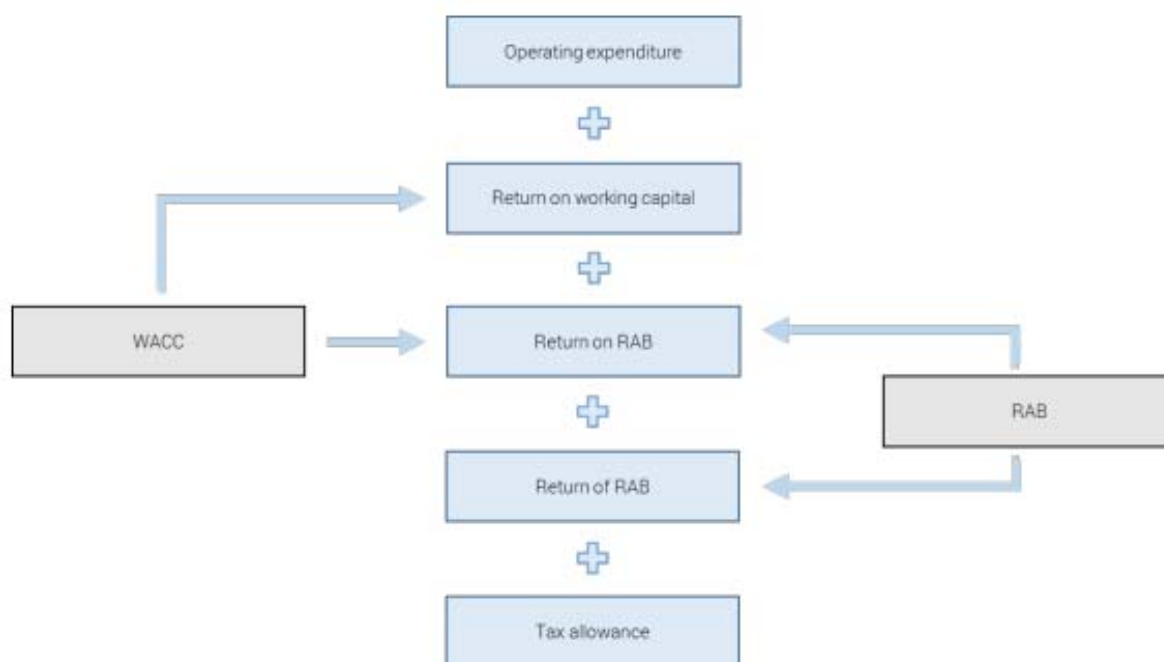 Operating expenditure
Return on working capital
WACC
Return on RAB
RAB
Return of RAB
Tax allowance